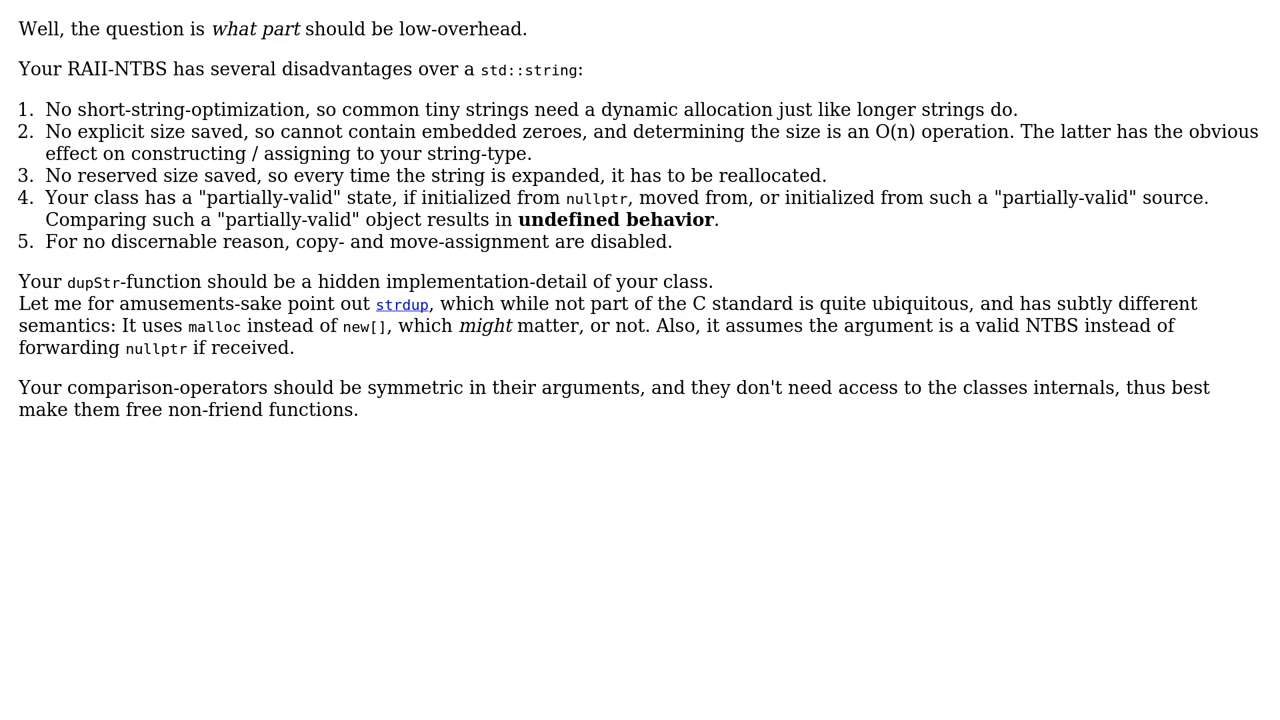 Well, the question is what part should be low-overhead.
Your RAII-NTBS has several disadvantages over a std::string:
1. No short-string-optimization, so common tiny strings need a dynamic allocation just like longer strings do.
2. No explicit size saved, so cannot contain embedded zeroes, and determining the size is an O(n) operation. The latter has the obvious
effect on constructing / assigning to your string-type.
3. No reserved size saved, so every time the string is expanded, it has to be reallocated.
4. Your class has a "partially-valid" state, if initialized from nullptr, moved from, or initialized from such a "partially-valid" source.
Comparing such a "partially-valid" object results in undefined behavior.
5. For no discernable reason, copy- and move-assignment are disabled.
Your dupStr-function should be a hidden implementation-detail of your class.
Let me for amusements-sake point out strdup, which while not part of the C standard is quite ubiquitous, and has subtly different
semantics: It uses malloc instead of new[], which might matter, or not. Also, it assumes the argument is a valid NTBS instead of
forwarding nullptr if received.
Your comparison-operators should be symmetric in their arguments, and they don't need access to the classes internals, thus best
make them free non-friend functions.